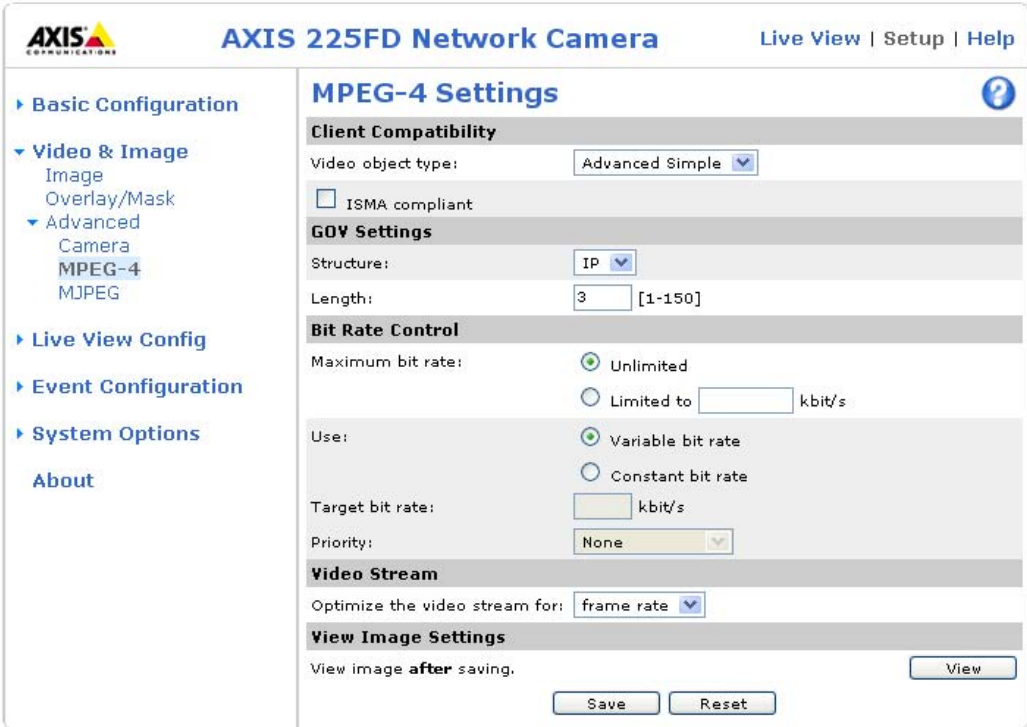 AXIS
COMMUNICATIONS
AXIS 225FD Network Camera
Live View | Setup | Help
Basic Configuration
Video & Image
Image
Overlay/Mask
Advanced
Camera
MPEG-4
MJPEG
Live View Config
Event Configuration
System Options
About
MPEG-4 Settings
?
Client Compatibility
Video object type: Advanced Simple
ISMA compliant
GOV Settings
Structure: IP
Length: 3 [1-150]
Bit Rate Control
Maximum bit rate: Unlimited
Limited to kbit/s
Use: Variable bit rate
Constant bit rate
Target bit rate: kbit/s
Priority: None
Video Stream
Optimize the video stream for: frame rate
View Image Settings
View image after saving. View
Save Reset